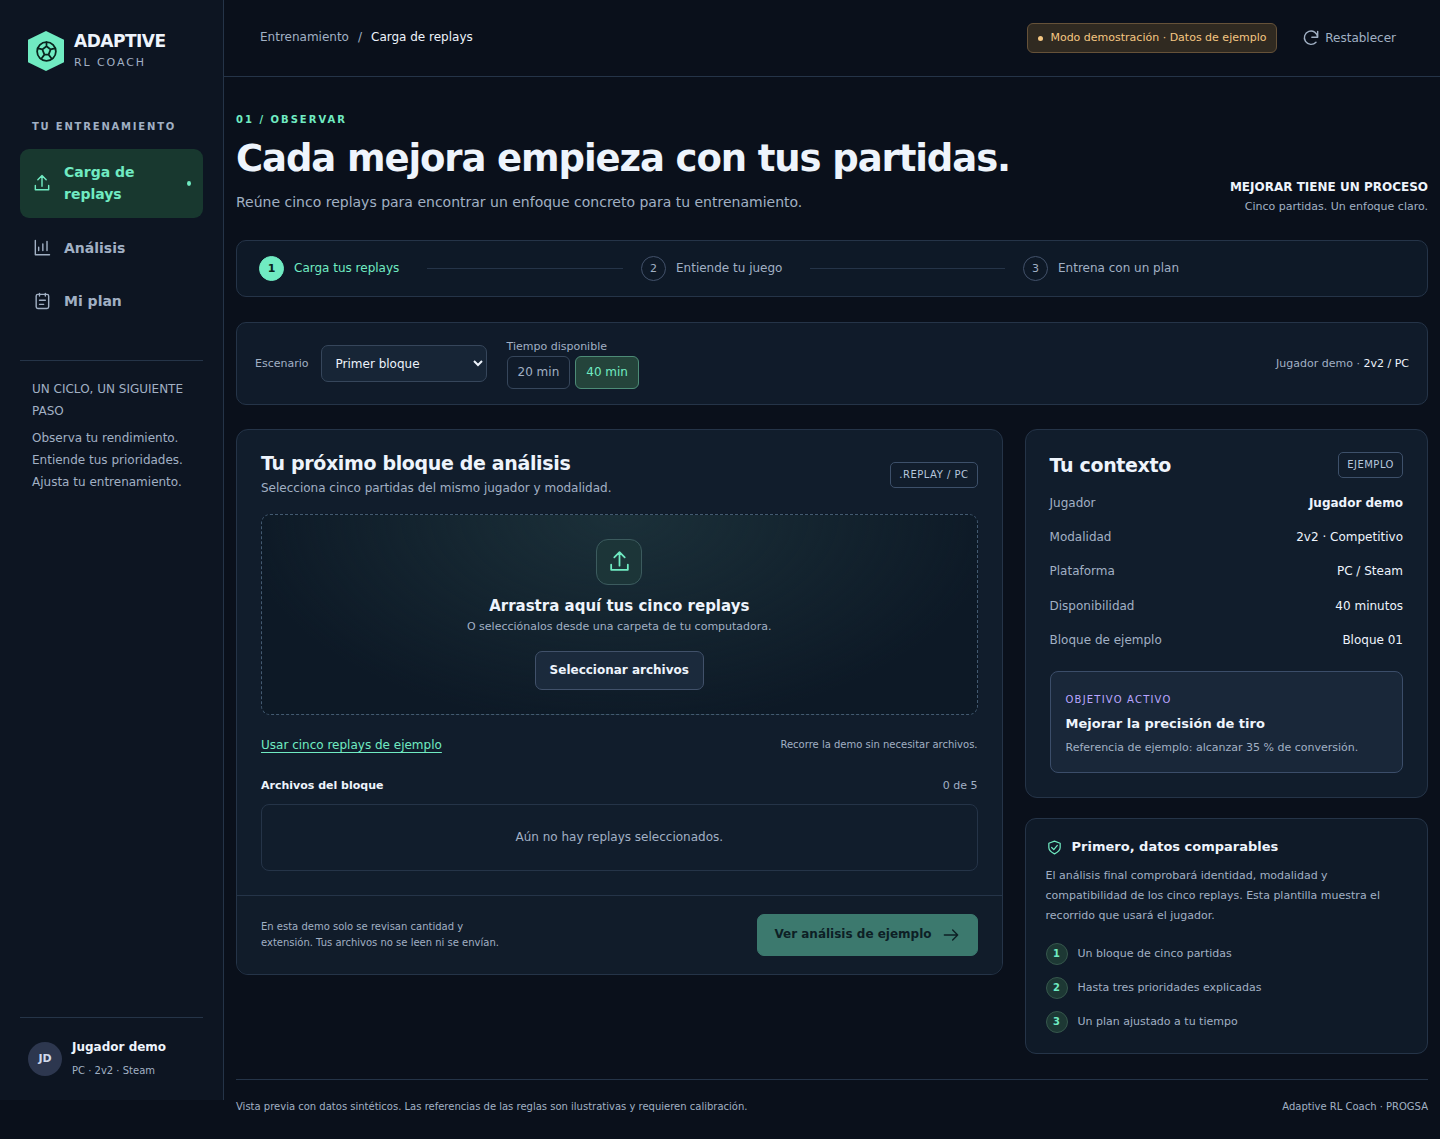 ADAPTIVE
RL COACH
TU ENTRENAMIENTO
Carga de
replays
Análisis
Mi plan
UN CICLO, UN SIGUIENTE
PASO
Observa tu rendimiento.
Entiende tus prioridades.
Ajusta tu entrenamiento.
JD
Jugador demo
PC · 2v2 · Steam
Entrenamiento / Carga de replays
Modo demostración · Datos de ejemplo
Restablecer
01 / OBSERVAR
Cada mejora empieza con tus partidas.
Reúne cinco replays para encontrar un enfoque concreto para tu entrenamiento.
MEJORAR TIENE UN PROCESO
Cinco partidas. Un enfoque claro.
1 Carga tus replays
2 Entiende tu juego
3 Entrena con un plan
Escenario
Primer bloque
Tiempo disponible
20 min
40 min
Jugador demo · 2v2 / PC
Tu próximo bloque de análisis
Selecciona cinco partidas del mismo jugador y modalidad.
.REPLAY / PC
Arrastra aquí tus cinco replays
O selecciónalos desde una carpeta de tu computadora.
Seleccionar archivos
Usar cinco replays de ejemplo
Recorre la demo sin necesitar archivos.
Archivos del bloque
0 de 5
Aún no hay replays seleccionados.
En esta demo solo se revisan cantidad y
extensión. Tus archivos no se leen ni se envían.
Ver análisis de ejemplo
Tu contexto
EJEMPLO
Jugador
Jugador demo
Modalidad
2v2 · Competitivo
Plataforma
PC / Steam
Disponibilidad
40 minutos
Bloque de ejemplo
Bloque 01
OBJETIVO ACTIVO
Mejorar la precisión de tiro
Referencia de ejemplo: alcanzar 35 % de conversión.
Primero, datos comparables
El análisis final comprobará identidad, modalidad y
compatibilidad de los cinco replays. Esta plantilla muestra el
recorrido que usará el jugador.
1 Un bloque de cinco partidas
2 Hasta tres prioridades explicadas
3 Un plan ajustado a tu tiempo
Vista previa con datos sintéticos. Las referencias de las reglas son ilustrativas y requieren calibración.
Adaptive RL Coach · PROGSA